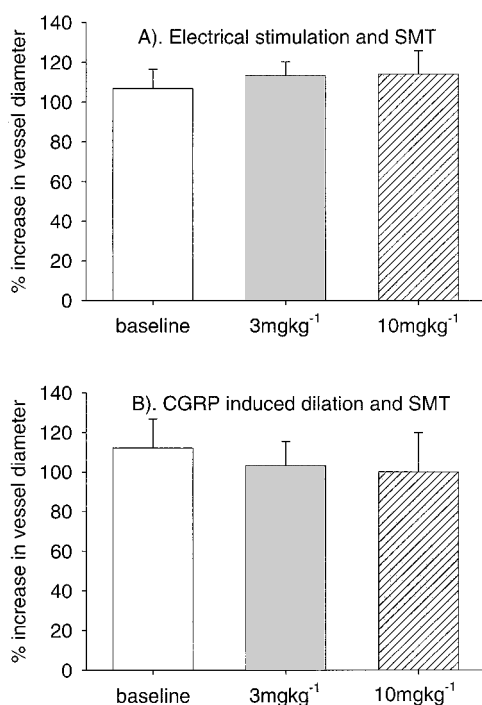 A). Electrical stimulation and SMT
% increase in vessel diameter
140
120
100
80
60
40
20
0
baseline 3mgkg⁻¹ 10mgkg⁻¹
B). CGRP induced dilation and SMT
% increase in vessel diameter
140
120
100
80
60
40
20
0
baseline 3mgkg⁻¹ 10mgkg⁻¹